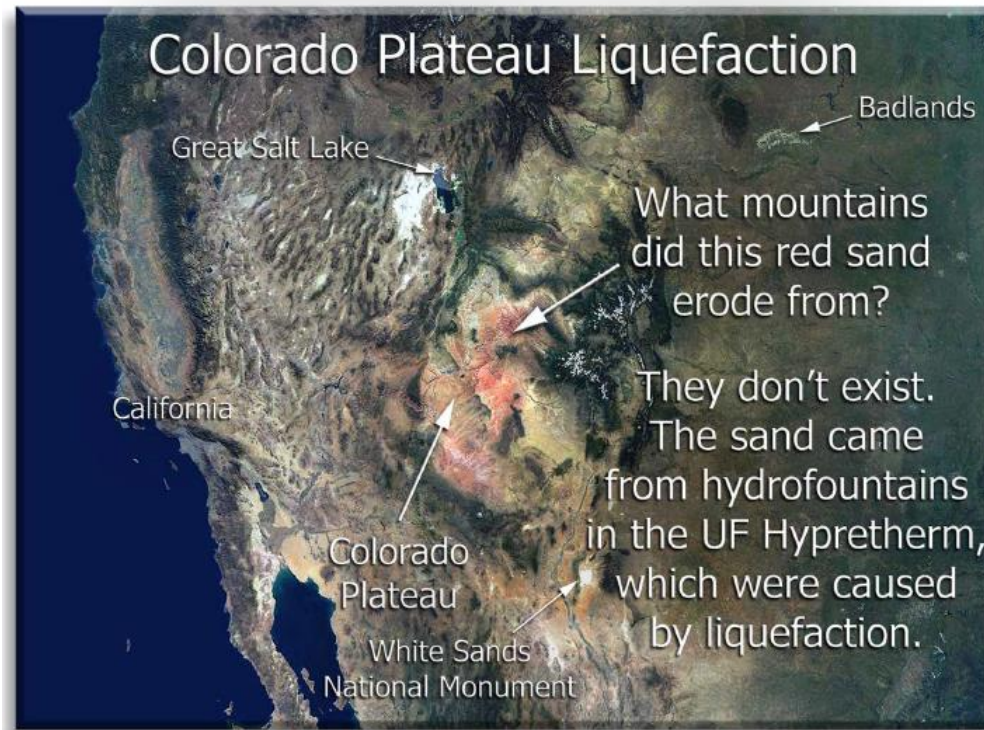 Colorado Plateau Liquefaction
Badlands
Great Salt Lake
What mountains
did this red sand
erode from?
They don't exist.
The sand came
from hydrofountains
in the UF Hypretherm,
which were caused
by liquefaction.
California
Colorado
Plateau
White Sands
National Monument